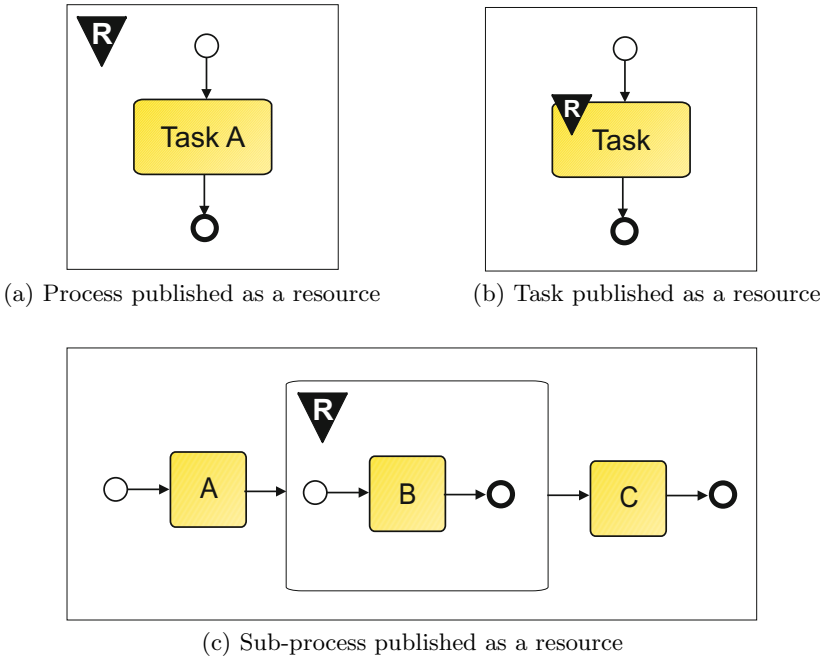 R
Task A
R
Task
(a) Process published as a resource
(b) Task published as a resource
R
A
B
C
(c) Sub-process published as a resource